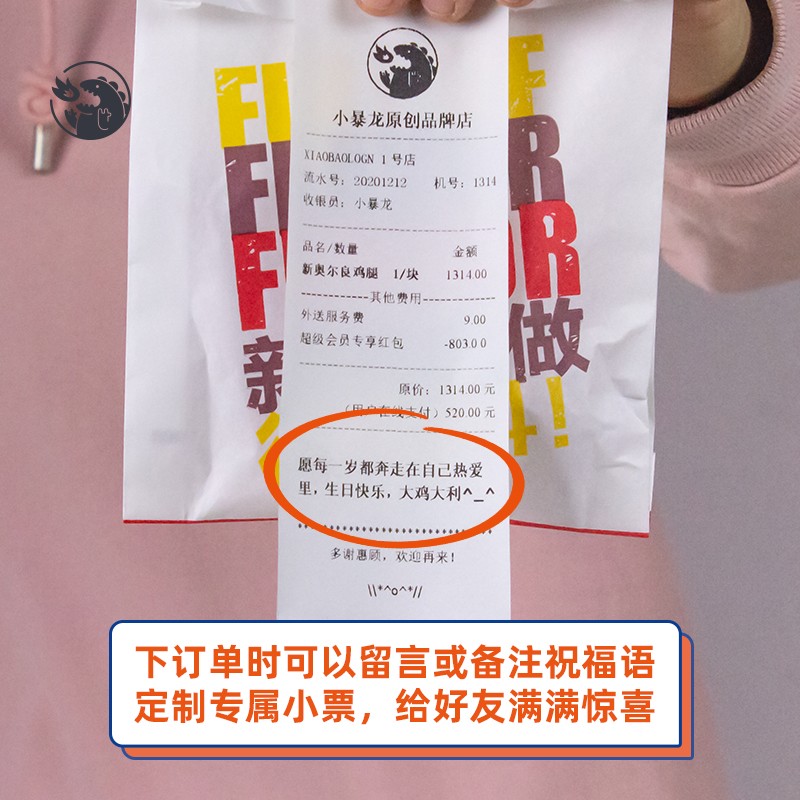 小暴龙原创品牌店
XIAOBAOLOGN 1号店
流水号: 20201212 机号: 1314
收银员: 小暴龙
品名/数量 金额
新奥尔良鸡腿 1/块 1314.00
其他费用
外送服务费 9.00
超级会员专享红包 -803.00
原价: 1314.00 元
(用户在线支付) 520.00 元
愿每一岁都奔走在自己热爱
里, 生日快乐, 大鸡大利^_^
********************************
多谢惠顾, 欢迎再来!
\\*^o^*//
做
下订单时可以留言或备注祝福语
定制专属小票，给好友满满惊喜